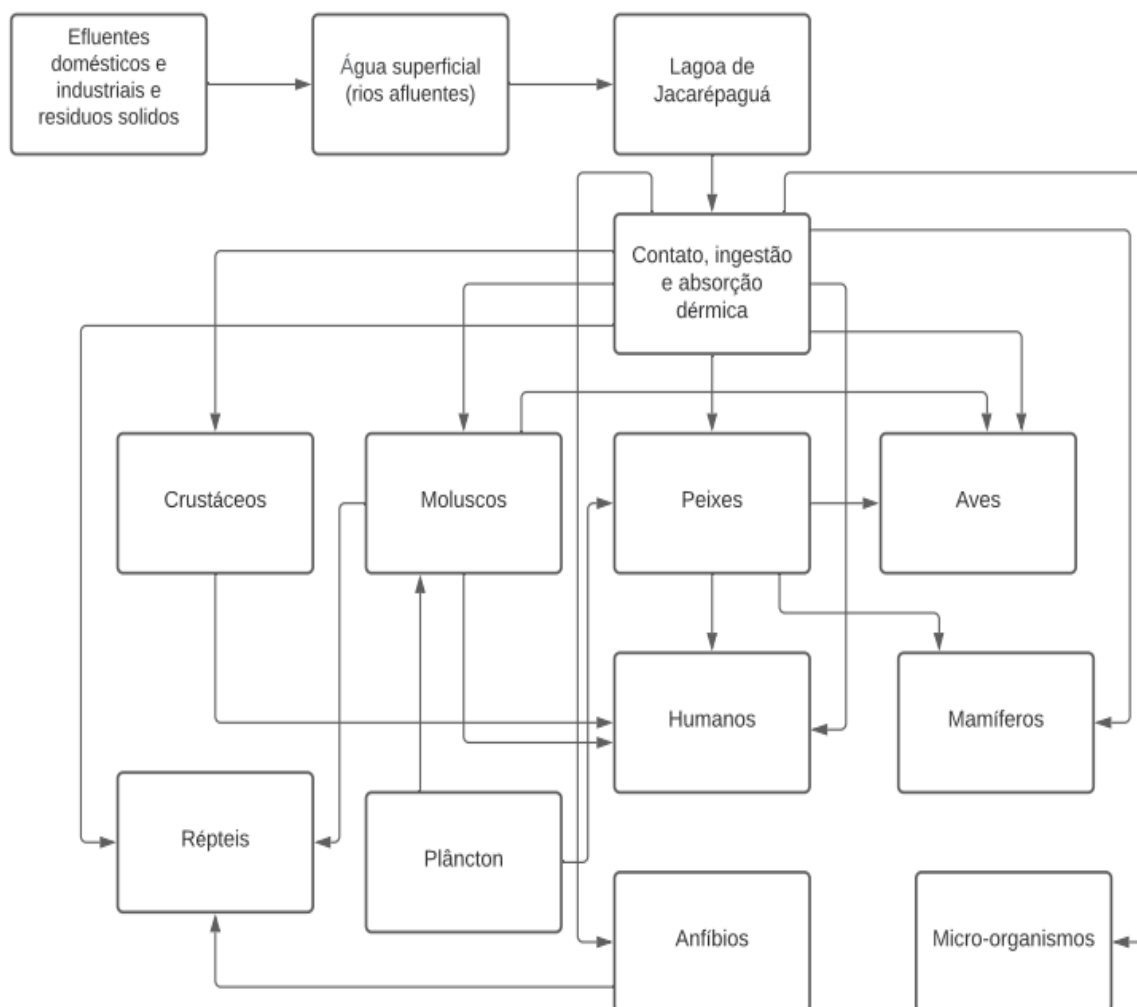 Efluentes
domésticos e
industriais e
residuos solidos
Água superficial
(rios afluentes)
Lagoa de
Jacarépaguá
Contato, ingestão
e absorção
dérmica
Crustáceos
Moluscos
Peixes
Aves
Humanos
Mamíferos
Répteis
Plâncton
Anfíbios
Micro-organismos